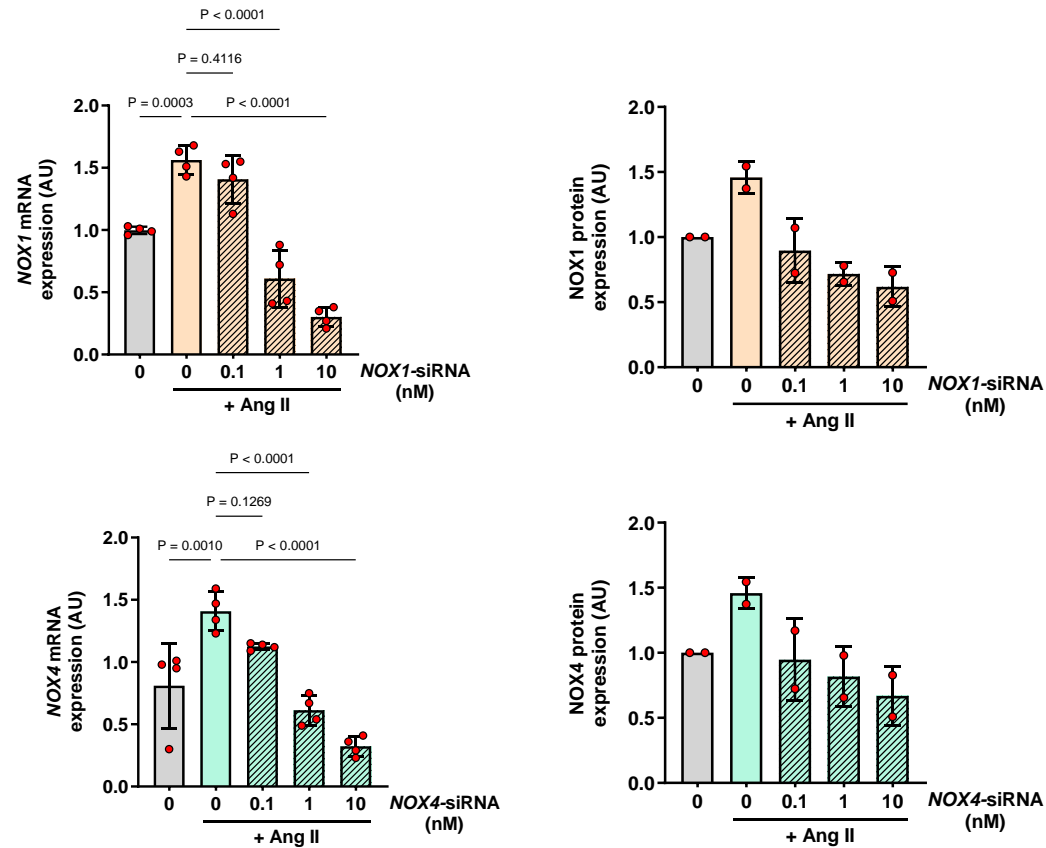 P < 0.0001
P = 0.4116
P = 0.0003
P < 0.0001
NOX1 mRNA
expression (AU)
2.0
1.5
1.0
0.5
0.0
0 0 0.1 1 10 NOX1-siRNA
(nM)
+ Ang II
NOX1 protein
expression (AU)
2.0
1.5
1.0
0.5
0.0
0 0 0.1 1 10 NOX1-siRNA
(nM)
+ Ang II
P < 0.0001
P = 0.1269
P = 0.0010
P < 0.0001
NOX4 mRNA
expression (AU)
2.0
1.5
1.0
0.5
0.0
0 0 0.1 1 10 NOX4-siRNA
(nM)
+ Ang II
NOX4 protein
expression (AU)
2.0
1.5
1.0
0.5
0.0
0 0 0.1 1 10 NOX4-siRNA
(nM)
+ Ang II